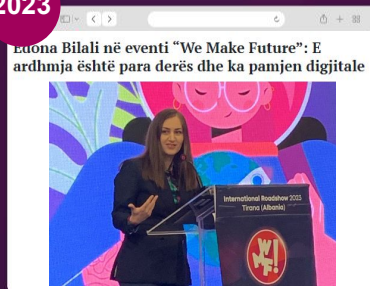 2023
Edona Bilali në eventi “We Make Future”: E
ardhmja është para derës dhe ka pamjen digjitale
International Roadshow 2023
Tirana (Albania)
WMF!